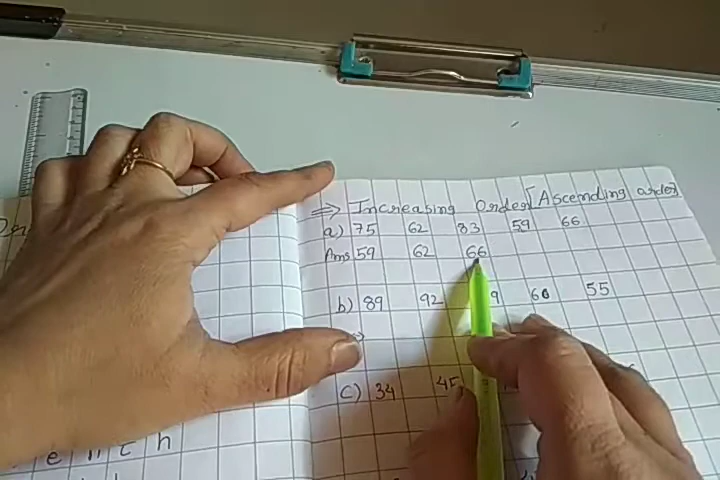 ⇒ Increasing Order [Ascending order]
a) 75 62 83 59 66
Ans 59 62 66
b) 89 92 9 60 55
⇒
c) 34 45
e n c h